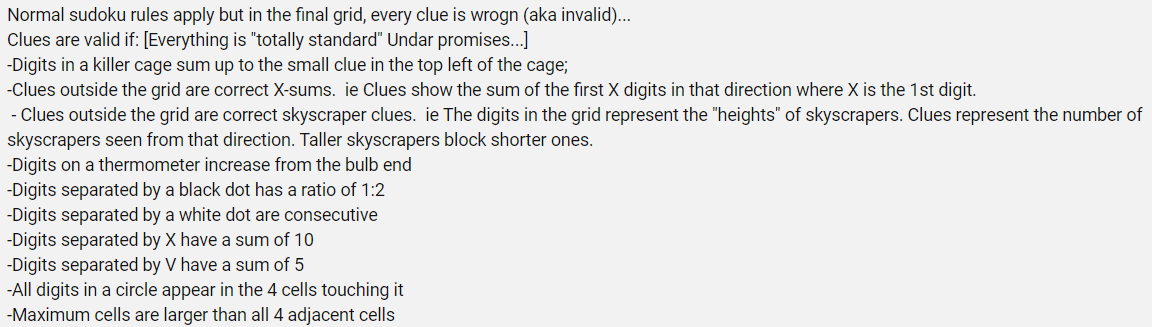 Normal sudoku rules apply but in the final grid, every clue is wrogn (aka invalid)...
Clues are valid if: [Everything is "totally standard" Undar promises...]
-Digits in a killer cage sum up to the small clue in the top left of the cage;
-Clues outside the grid are correct X-sums.  ie Clues show the sum of the first X digits in that direction where X is the 1st digit.
 - Clues outside the grid are correct skyscraper clues.  ie The digits in the grid represent the "heights" of skyscrapers. Clues represent the number of
skyscrapers seen from that direction. Taller skyscrapers block shorter ones.
-Digits on a thermometer increase from the bulb end
-Digits separated by a black dot has a ratio of 1:2
-Digits separated by a white dot are consecutive
-Digits separated by X have a sum of 10
-Digits separated by V have a sum of 5
-All digits in a circle appear in the 4 cells touching it
-Maximum cells are larger than all 4 adjacent cells